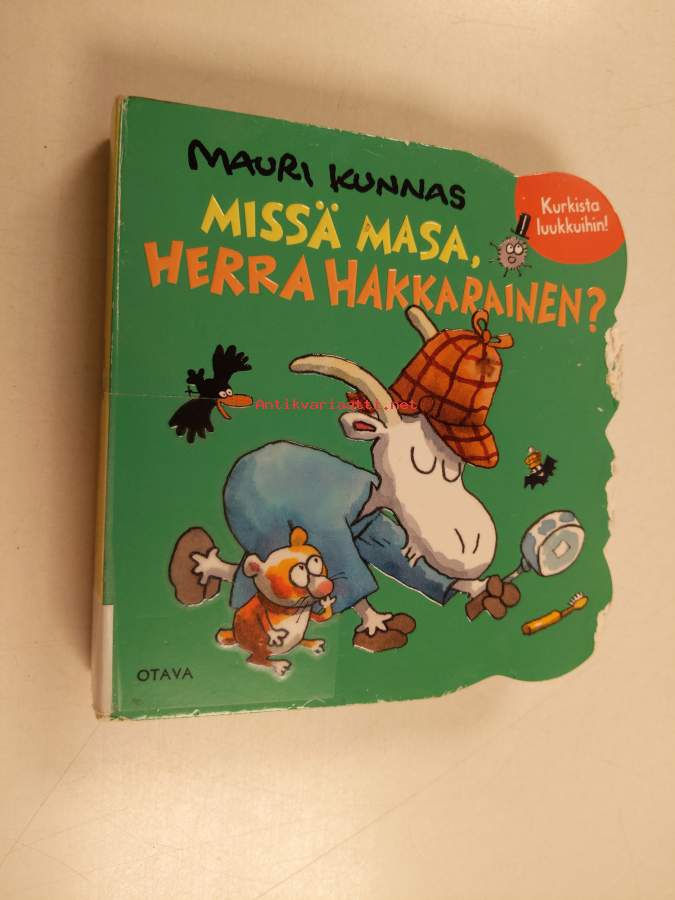 MAURI KUNNAS
MISSÄ MASA,
HERRA HAKKARAINEN?
Kurkista
luukkuihin!
Antikvariaatti.net
OTAVA